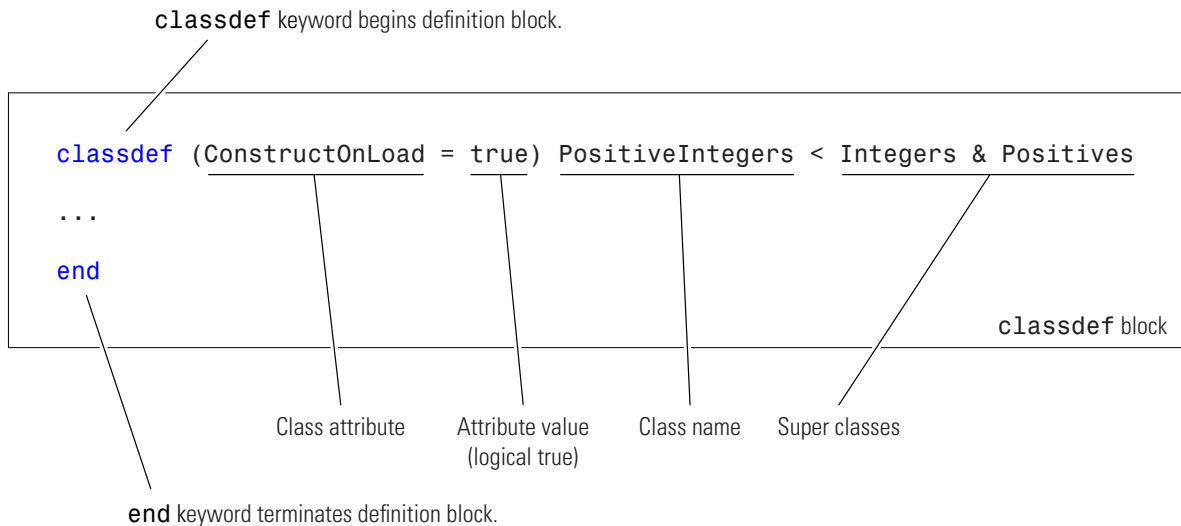 classdef keyword begins definition block.
classdef (ConstructOnLoad = true) PositiveIntegers < Integers & Positives
...
end
classdef block
Class attribute
Attribute value
(logical true)
Class name
Super classes
end keyword terminates definition block.